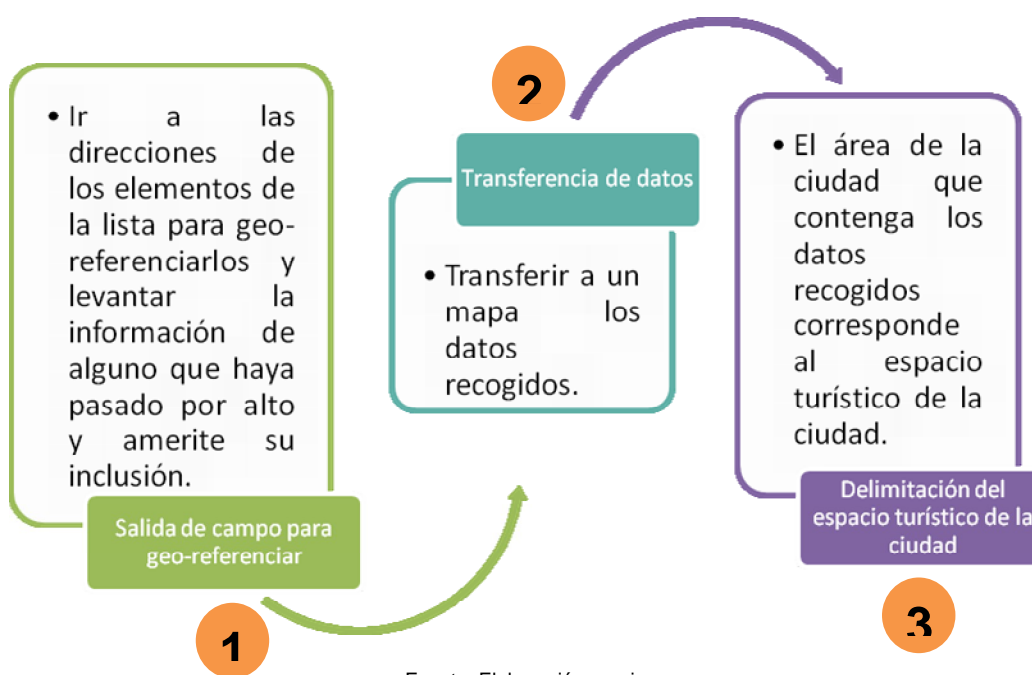 • Ir a las
direcciones de
los elementos de
la lista para geo-
referenciarlos y
levantar la
información de
alguno que haya
pasado por alto
y amerite su
inclusión.
Salida de campo para
geo-referenciar
1
2
Transferencia de datos
• Transferir a un
mapa los
datos
recogidos.
• El área de la
ciudad que
contenga los
datos
recogidos
corresponde
al espacio
turístico de la
ciudad.
Delimitación del
espacio turístico de la
ciudad
3